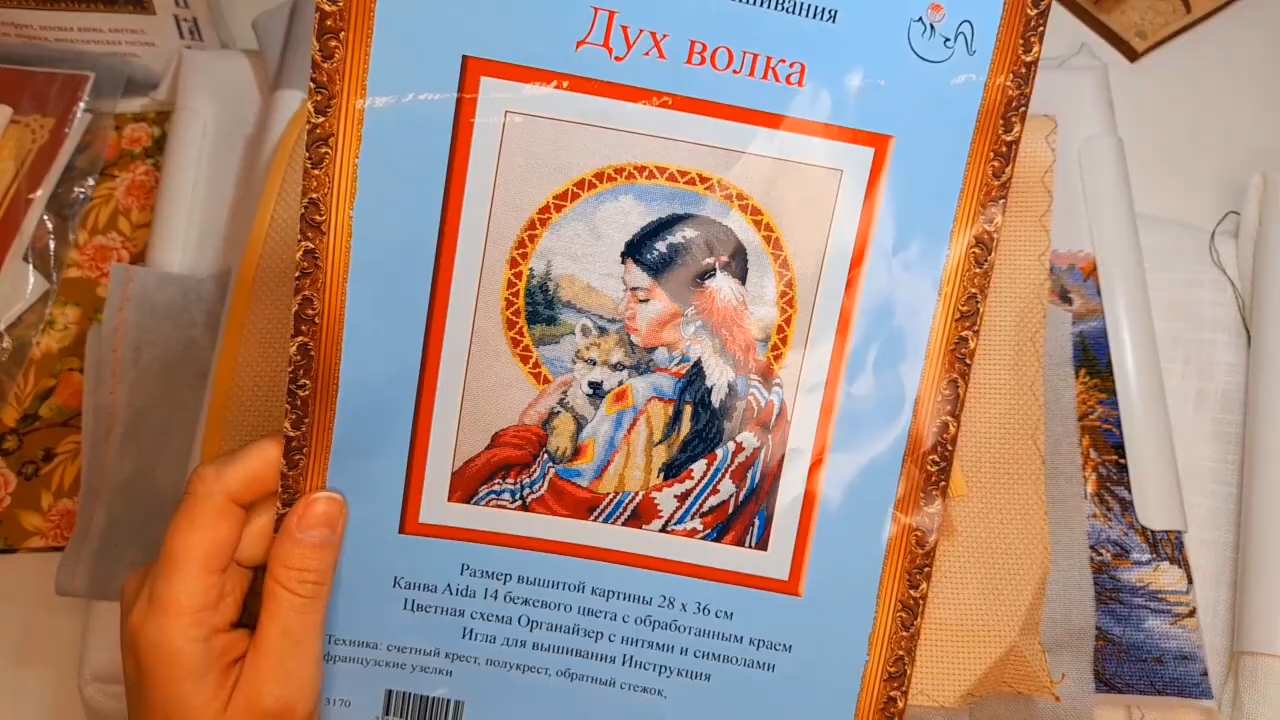 шивания
Дух волка
Размер вышитой картины 28 х 36 см
Канва Aida 14 бежевого цвета с обработанным краем
Цветная схема Органайзер с нитями и символами
Игла для вышивания Инструкция
Техника: счетный крест, полукрест, обратный стежок,
французские узелки
3170